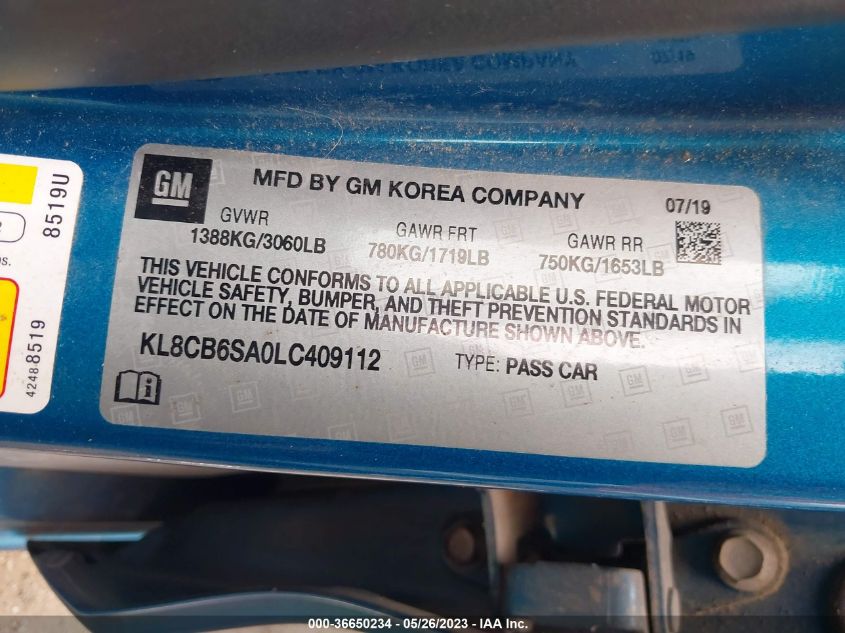 GM
MFD BY GM KOREA COMPANY
07/19
GVWR
1388KG/3060LB
GAWR FRT
780KG/1719LB
GAWR RR
750KG/1653LB
THIS VEHICLE CONFORMS TO ALL APPLICABLE U.S. FEDERAL MOTOR
VEHICLE SAFETY, BUMPER, AND THEFT PREVENTION STANDARDS IN
EFFECT ON THE DATE OF MANUFACTURE SHOWN ABOVE.
KL8CB6SA0LC409112
TYPE: PASS CAR
8519U
42488519
000-36650234 - 05/26/2023 - IAA Inc.